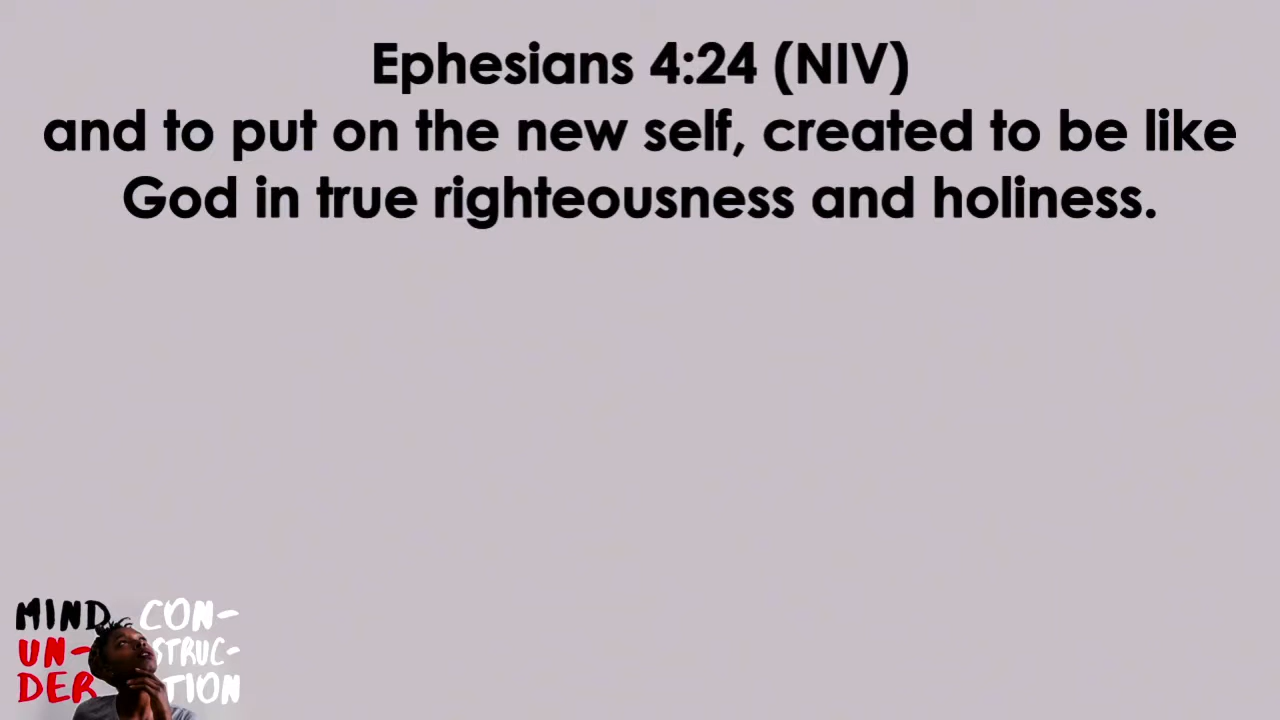 Ephesians 4:24 (NIV)
and to put on the new self, created to be like
God in true righteousness and holiness.
MIND CON-
UN- STRUC-
DER TION